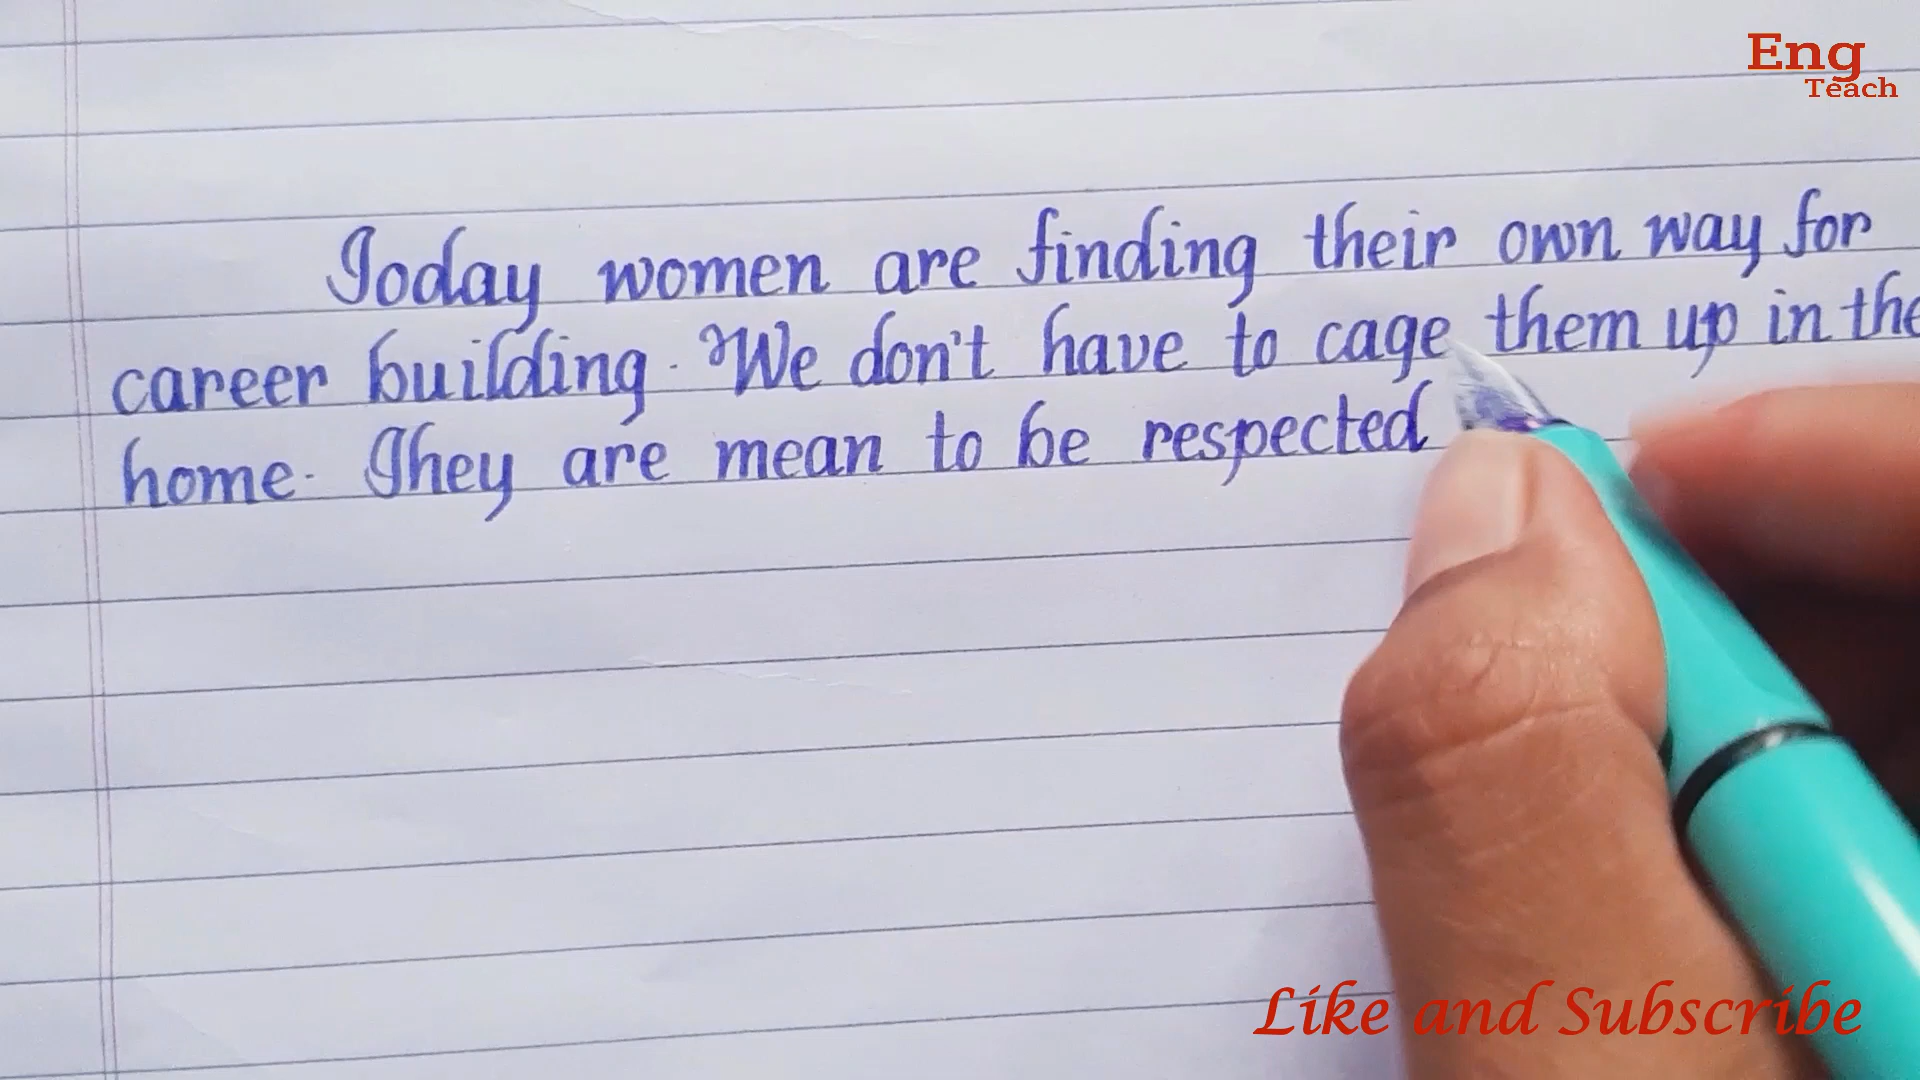 Eng
Teach
Today women are finding their own way for
career building. We don't have to cage them up in the
home. They are mean to be respected
Like and Subscribe